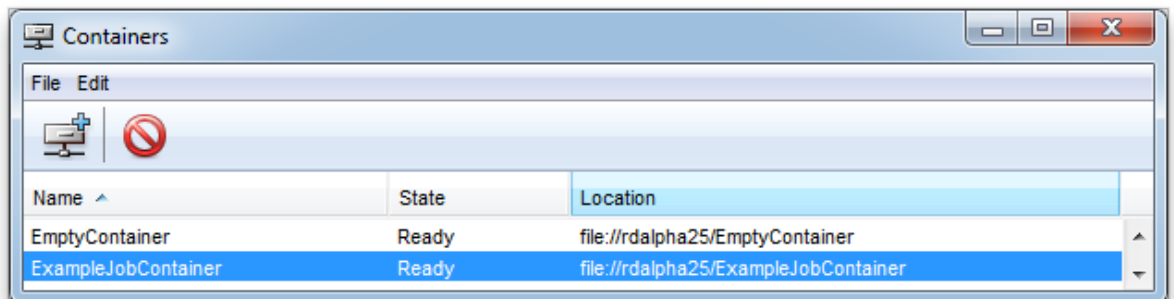 Containers
File Edit
Name State Location
EmptyContainer Ready file://rdalpha25/EmptyContainer
ExampleJobContainer Ready file://rdalpha25/ExampleJobContainer